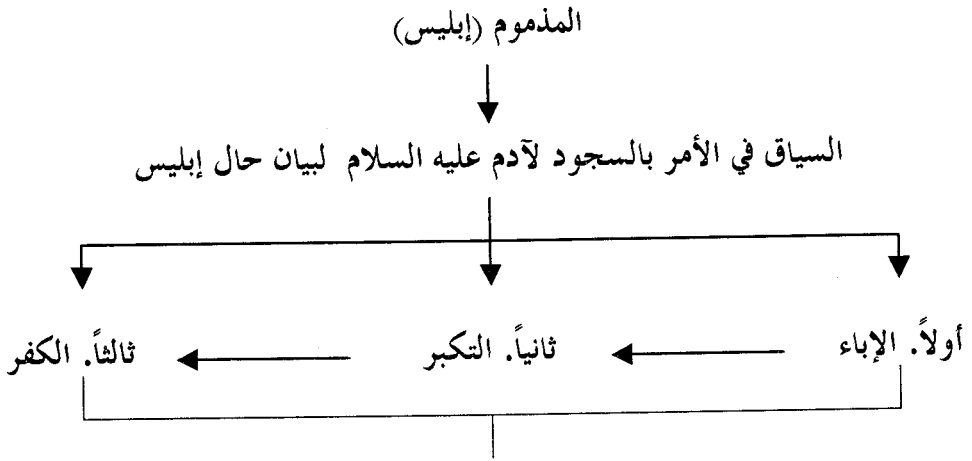 المذموم (إبليس)
السياق في الأمر بالسجود لآدم عليه السلام لبيان حال إبليس
أولاً. الإباء ثانياً. التكبر ثالثاً. الكفر